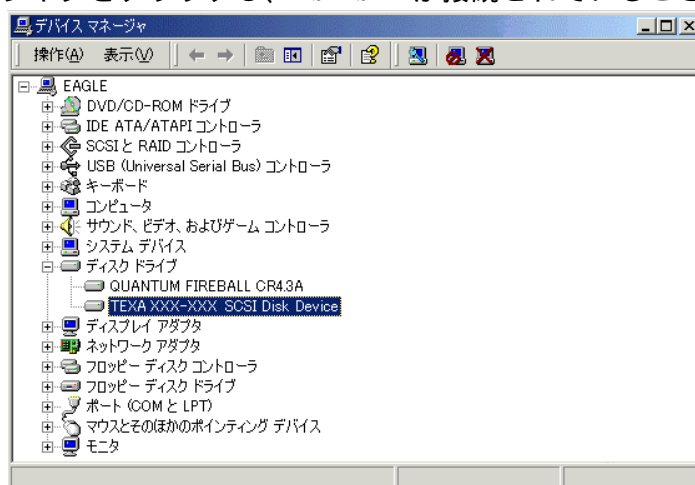 デバイス マネージャ
操作(A) 表示(V)
EAGLE
DVD/CD-ROM ドライブ
IDE ATA/ATAPI コントローラ
SCSI と RAID コントローラ
USB (Universal Serial Bus) コントローラ
キーボード
コンピュータ
サウンド、ビデオ、およびゲーム コントローラ
システム デバイス
ディスク ドライブ
QUANTUM FIREBALL CR4.3A
TEXA XXX-XXX SCSI Disk Device
ディスプレイ アダプタ
ネットワーク アダプタ
フロッピー ディスク コントローラ
フロッピー ディスク ドライブ
ポート (COM と LPT)
マウスとそのほかのポインティング デバイス
モニタ